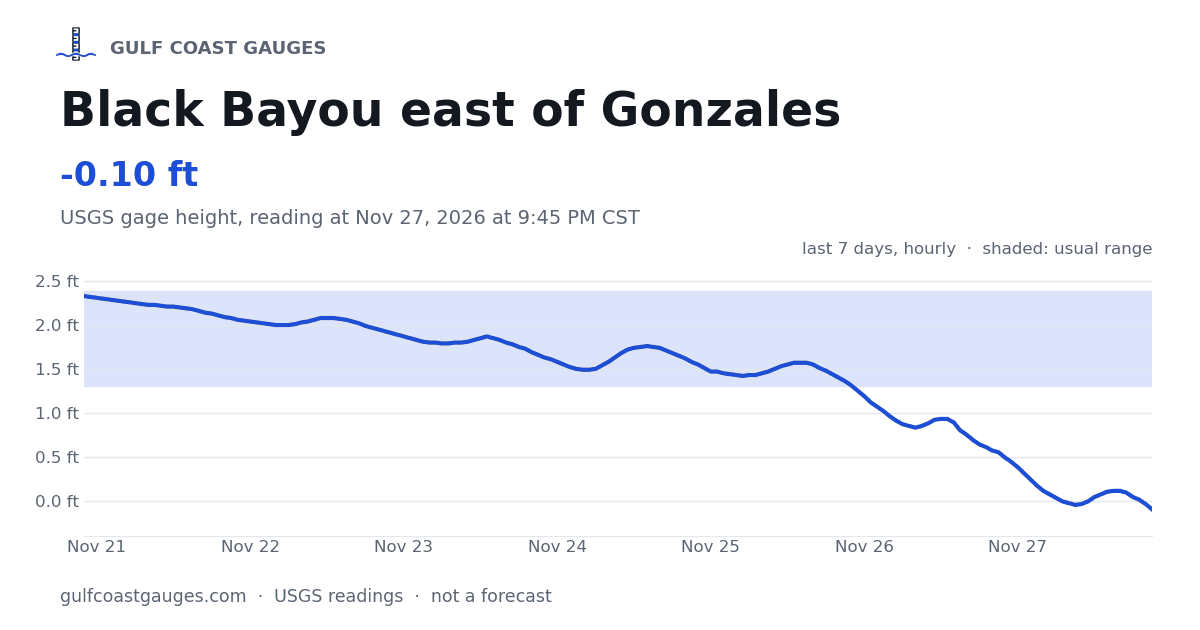 GULF COAST GAUGES
Black Bayou east of Gonzales
-0.10 ft
USGS gage height, reading at Nov 27, 2026 at 9:45 PM CST
last 7 days, hourly · shaded: usual range
2.5 ft
2.0 ft
1.5 ft
1.0 ft
0.5 ft
0.0 ft
Nov 21 Nov 22 Nov 23 Nov 24 Nov 25 Nov 26 Nov 27
gulfcoastgauges.com · USGS readings · not a forecast